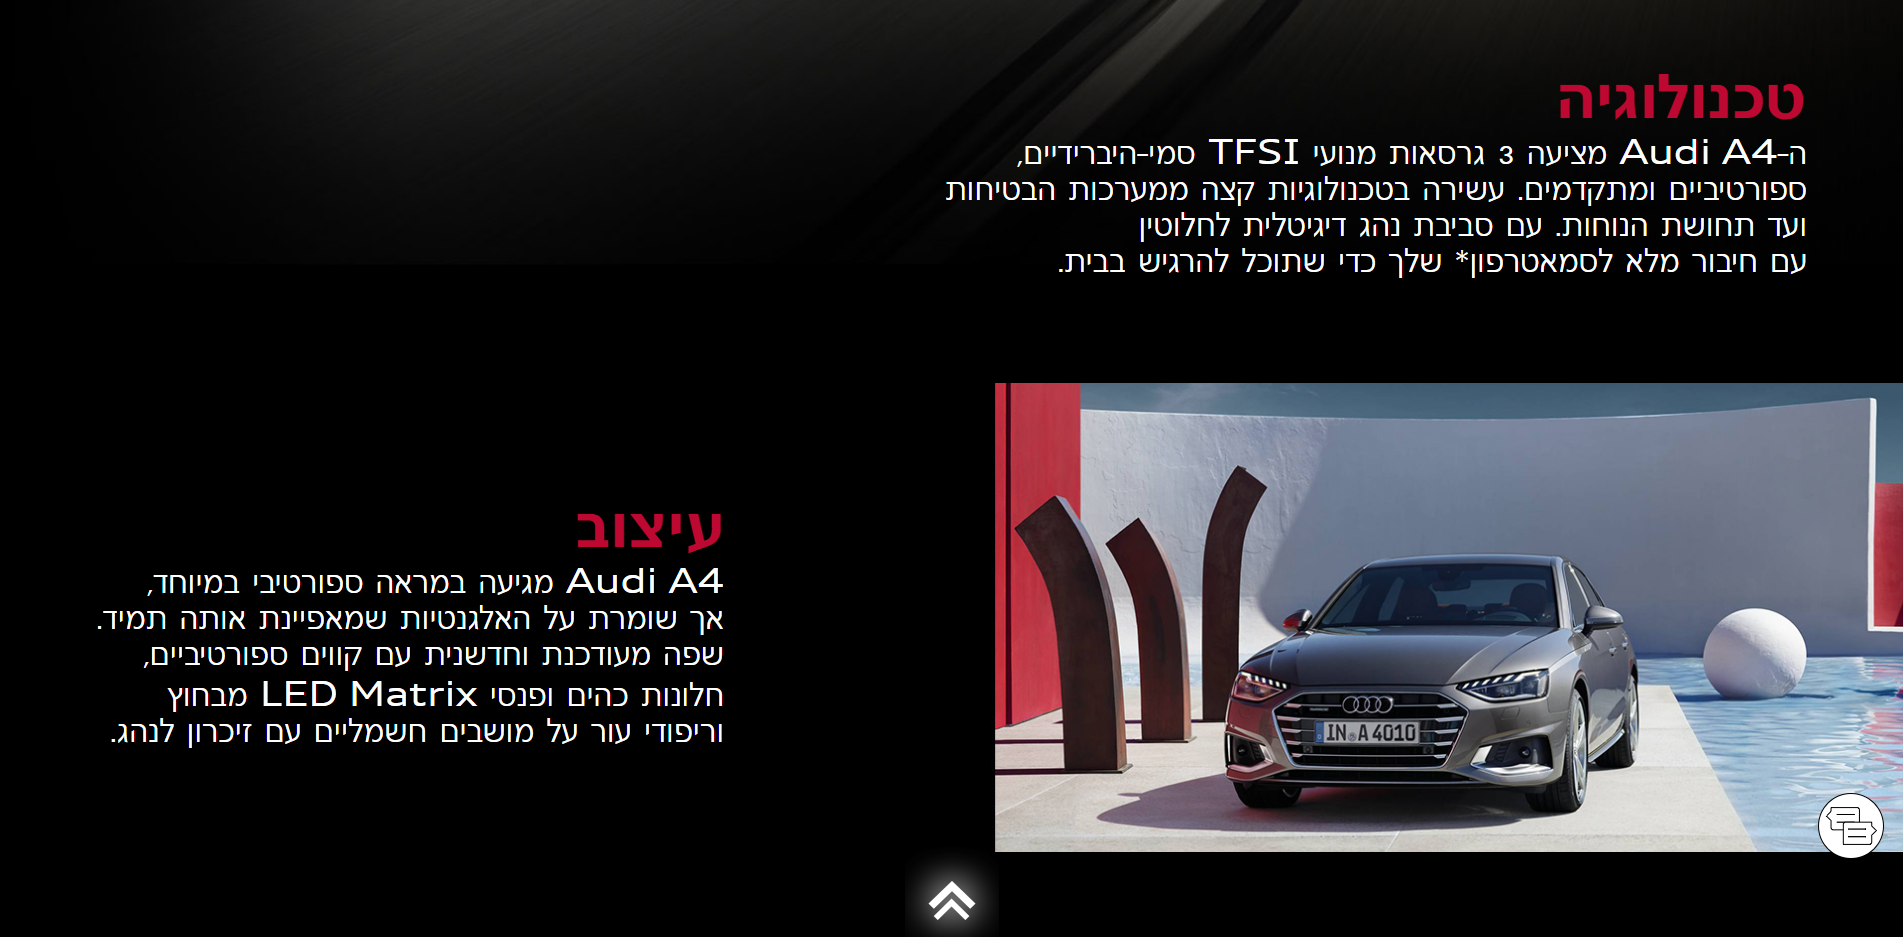 טכנולוגיה
ה-Audi A4 מציעה 3 גרסאות מנועי TFSI סמי-היברידיים,
ספורטיביים ומתקדמים. עשירה בטכנולוגיות קצה ממערכות הבטיחות
ועד תחושת הנוחות. עם סביבת נהג דיגיטלית לחלוטין
עם חיבור מלא לסמאטרפון* שלך כדי שתוכל להרגיש בבית.
עיצוב
Audi A4 מגיעה במראה ספורטיבי במיוחד,
אך שומרת על האלגנטיות שמאפיינת אותה תמיד.
שפה מעודכנת וחדשנית עם קווים ספורטיביים,
חלונות כהים ופנסי LED Matrix מבחוץ
וריפודי עור על מושבים חשמליים עם זיכרון לנהג.
IN A 4010